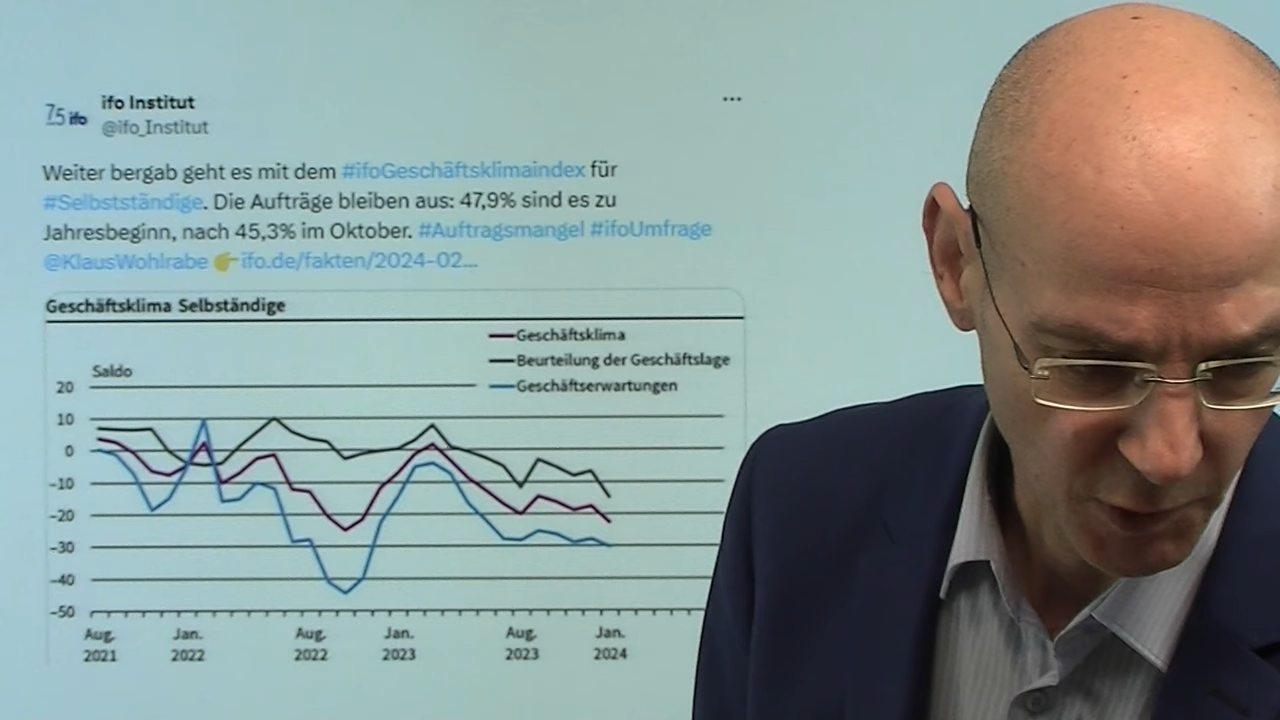 75 ifo
ifo Institut
@ifo_Institut
...
Weiter bergab geht es mit dem #ifoGeschäftsklimaindex für
#Selbstständige. Die Aufträge bleiben aus: 47,9% sind es zu
Jahresbeginn, nach 45,3% im Oktober. #Auftragsmangel #ifoUmfrage
@KlausWohlrabe 👉ifo.de/fakten/2024-02...
Geschäftsklima Selbständige
Geschäftsklima
Beurteilung der Geschäftslage
Geschäftserwartungen
Saldo
20
10
0
-10
-20
-30
-40
-50
Aug. Jan. Aug. Jan. Aug. Jan.
2021 2022 2022 2023 2023 2024